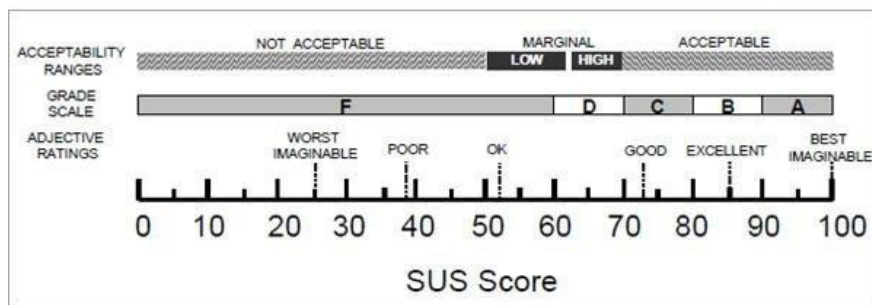 NOT ACCEPTABLE MARGINAL ACCEPTABLE
ACCEPTABILITY
RANGES
LOW HIGH
GRADE
SCALE
F D C B A
ADJECTIVE
RATINGS
WORST
IMAGINABLE
POOR OK GOOD EXCELLENT
BEST
IMAGINABLE
0 10 20 30 40 50 60 70 80 90 100
SUS Score